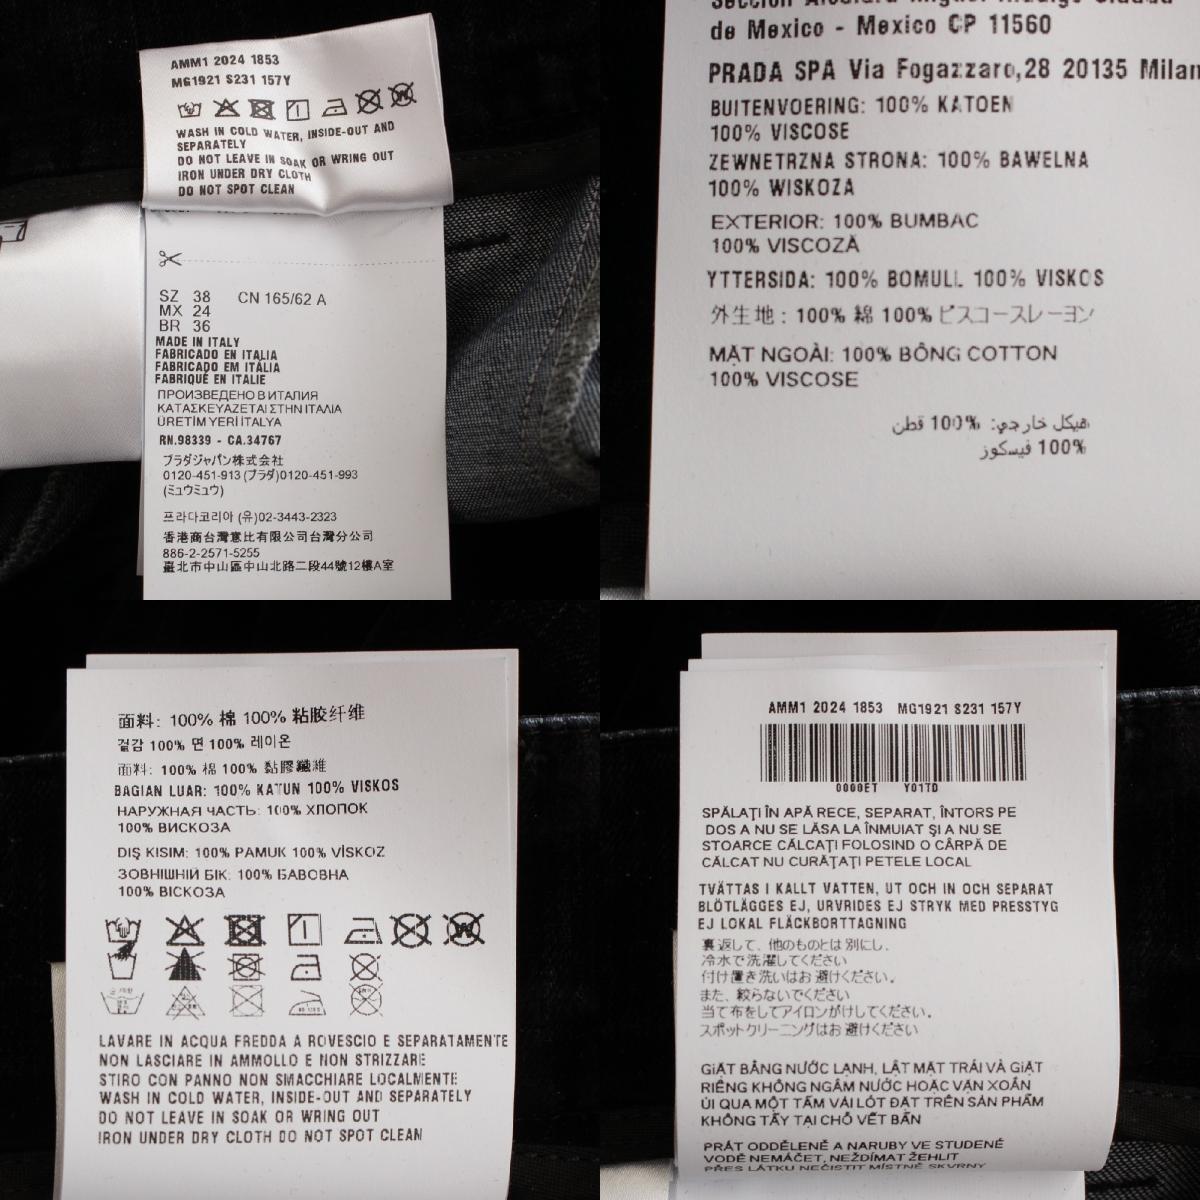 AMM1 2024 1853
MG1921 S231 157Y
WASH IN COLD WATER, INSIDE-OUT AND
SEPARATELY
DO NOT LEAVE IN SOAK OR WRING OUT
IRON UNDER DRY CLOTH
DO NOT SPOT CLEAN
SZ 38 CN 165/62 A
MX 24
BR 36
MADE IN ITALY
FABRICADO EN ITALIA
FABRICADO EM ITÁLIA
FABRIQUÉ EN ITALIE
ПРОИЗВЕДЕНО В ИТАЛИЯ
ΚΑΤΑΣΚΕΥΑΖΕΤΑΙ ΣΤΗΝ ΙΤΑΛΙΑ
ÜRETİM YERİ İTALYA
RN.98339 - CA.34767
プラダジャパン株式会社
0120-451-913 (プラダ)0120-451-993
(ミュウミュウ)
프라다코리아 (유)02-3443-2323
香港商台灣意比有限公司台灣分公司
886-2-2571-5255
臺北市中山區中山北路二段44號12樓A室
de Mexico - Mexico CP 11560
PRADA SPA Via Fogazzaro,28 20135 Milan
BUITENVOERING: 100% KATOEN
100% VISCOSE
ZEWNETRZNA STRONA: 100% BAWELNA
100% WISKOZA
EXTERIOR: 100% BUMBAC
100% VISCOZĂ
YTTERSIDA: 100% BOMULL 100% VISKOS
外生地 : 100% 綿 100% ビスコースレーヨン
MẶT NGOÀI: 100% BÔNG COTTON
100% VISCOSE
هيكل خارجي: 100% قطن
100% فيسكوز
面料: 100% 棉 100% 粘胶纤维
겉감 100% 면 100% 레이온
面料: 100% 棉 100% 黏膠纖維
BAGIAN LUAR: 100% KATUN 100% VISKOS
НАРУЖНАЯ ЧАСТЬ: 100% ХЛОПОК
100% ВИСКОЗА
DIŞ KISIM: 100% PAMUK 100% VİSKOZ
ЗОВНІШНІЙ БІК: 100% БАВОВНА
100% ВІСКОЗА
LAVARE IN ACQUA FREDDA A ROVESCIO E SEPARATAMENTE
NON LASCIARE IN AMMOLLO E NON STRIZZARE
STIRO CON PANNO NON SMACCHIARE LOCALMENTE
WASH IN COLD WATER, INSIDE-OUT AND SEPARATELY
DO NOT LEAVE IN SOAK OR WRING OUT
IRON UNDER DRY CLOTH DO NOT SPOT CLEAN
AMM1 2024 1853 MG1921 S231 157Y
0000ET Y01TD
SPĂLAŢI ÎN APĂ RECE, SEPARAT, ÎNTORS PE
DOS A NU SE LĂSA LA ÎNMUIAT ŞI A NU SE
STOARCE CĂLCAŢI FOLOSIND O CÂRPĂ DE
CĂLCAT NU CURĂŢAŢI PETELE LOCAL
TVÄTTAS I KALLT VATTEN, UT OCH IN OCH SEPARAT
BLÖTLÄGGES EJ, URVRIDES EJ STRYK MED PRESSTYG
EJ LOKAL FLÄCKBORTTAGNING
裏返して、他のものとは別にし、
冷水で洗濯してください
付け置き洗いはお避けください。
また、絞らないでください
当て布をしてアイロンがけしてください。
スポットクリーニングはお避けください
GIẶT BẰNG NƯỚC LẠNH, LẬT MẶT TRÁI VÀ GIẶT
RIÊNG KHÔNG NGÂM NƯỚC HOẶC VẶN XOẮN
ỦI QUA MỘT TẤM VẢI LÓT ĐẶT TRÊN SẢN PHẨM
KHÔNG TẨY TẠI CHỖ VẾT BẨN
PRÁT ODDĚLENĚ A NARUBY VE STUDENÉ
VODĚ NEMÁČET, NEŽDÍMAT ŽEHLIT
PŘES LÁTKU NEČISTIT MÍSTNĚ SKVRNY